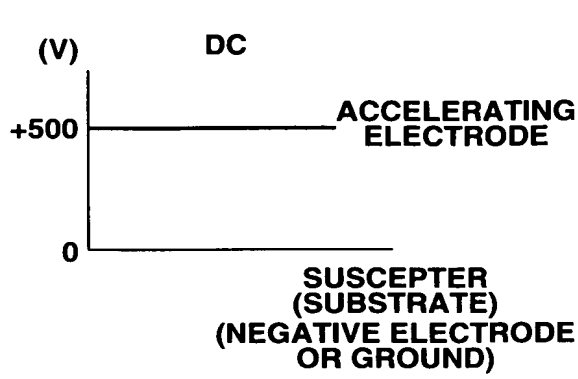 (V)
DC
+500
ACCELERATING
ELECTRODE
0
SUSCEPTER
(SUBSTRATE)
(NEGATIVE ELECTRODE
OR GROUND)